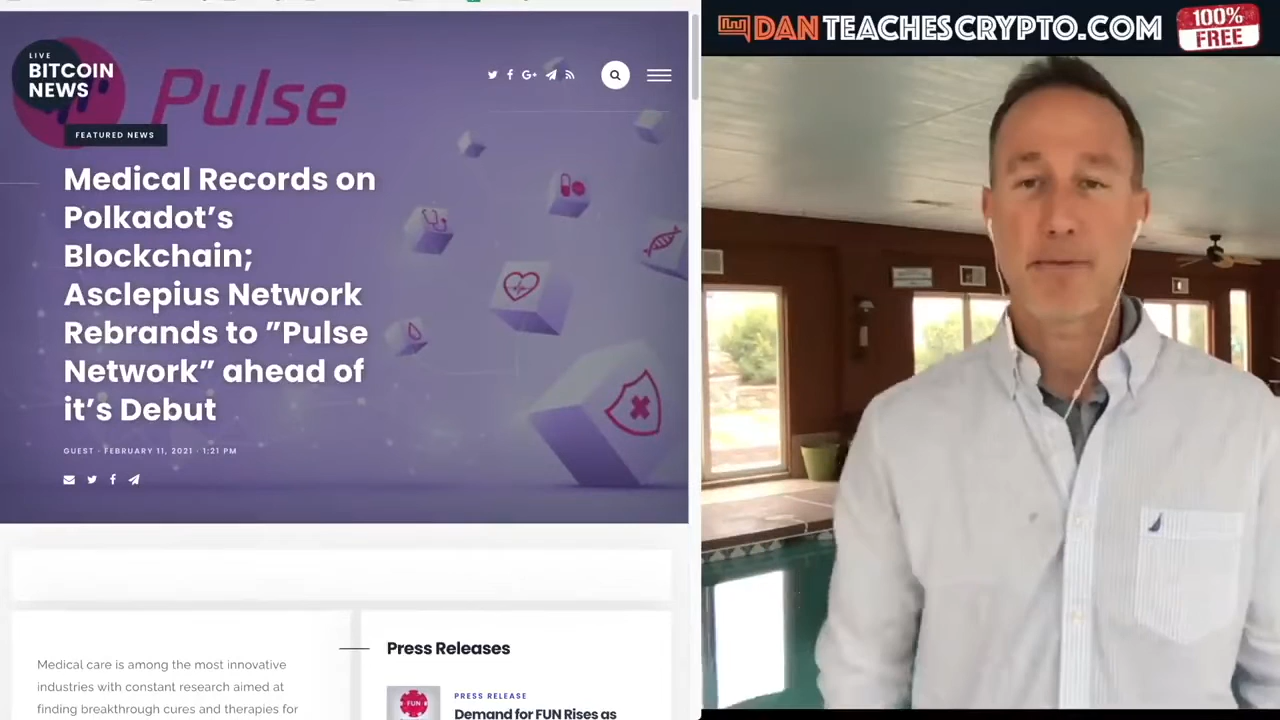 LIVE
BITCOIN
NEWS
Pulse
FEATURED NEWS
Medical Records on
Polkadot’s
Blockchain;
Asclepius Network
Rebrands to ”Pulse
Network” ahead of
it’s Debut
GUEST - FEBRUARY 11, 2021 - 1:21 PM
Medical care is among the most innovative
industries with constant research aimed at
finding breakthrough cures and therapies for
Press Releases
FUN
PRESS RELEASE
Demand for FUN Rises as
DANTEACHESCRYPTO.COM
100%
FREE